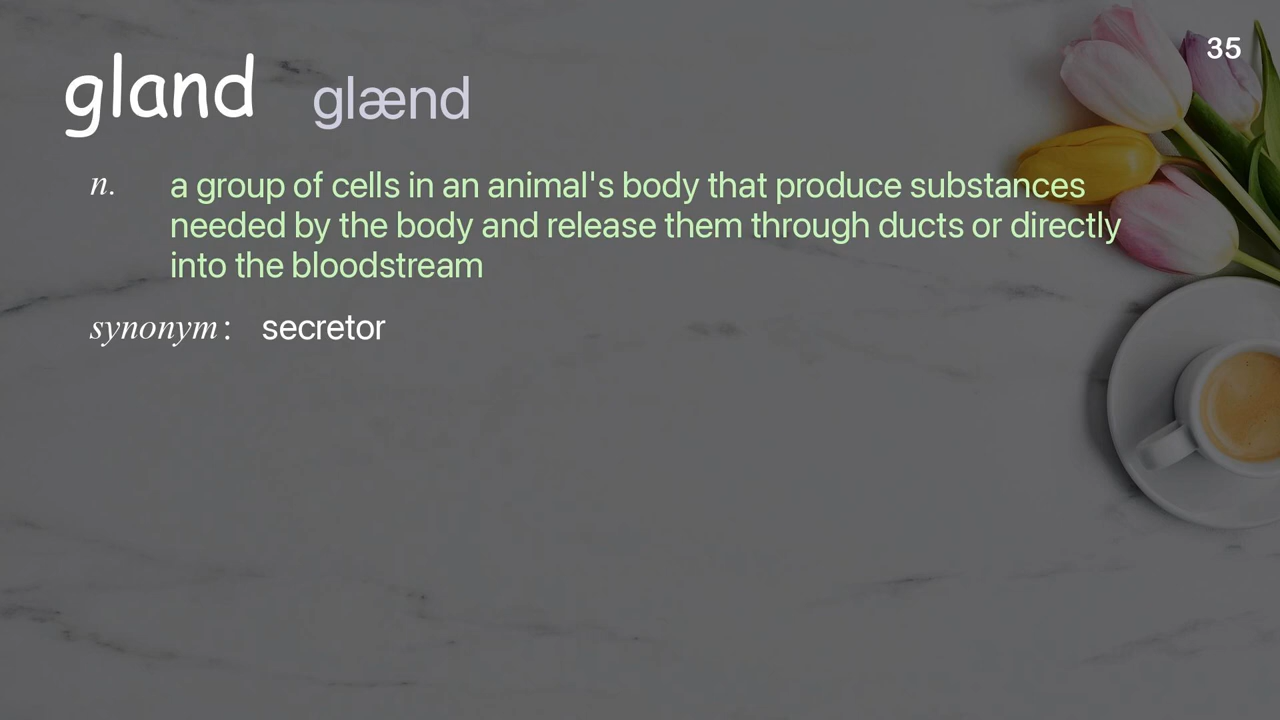 35
gland glænd
n. a group of cells in an animal's body that produce substances
needed by the body and release them through ducts or directly
into the bloodstream
synonym: secretor